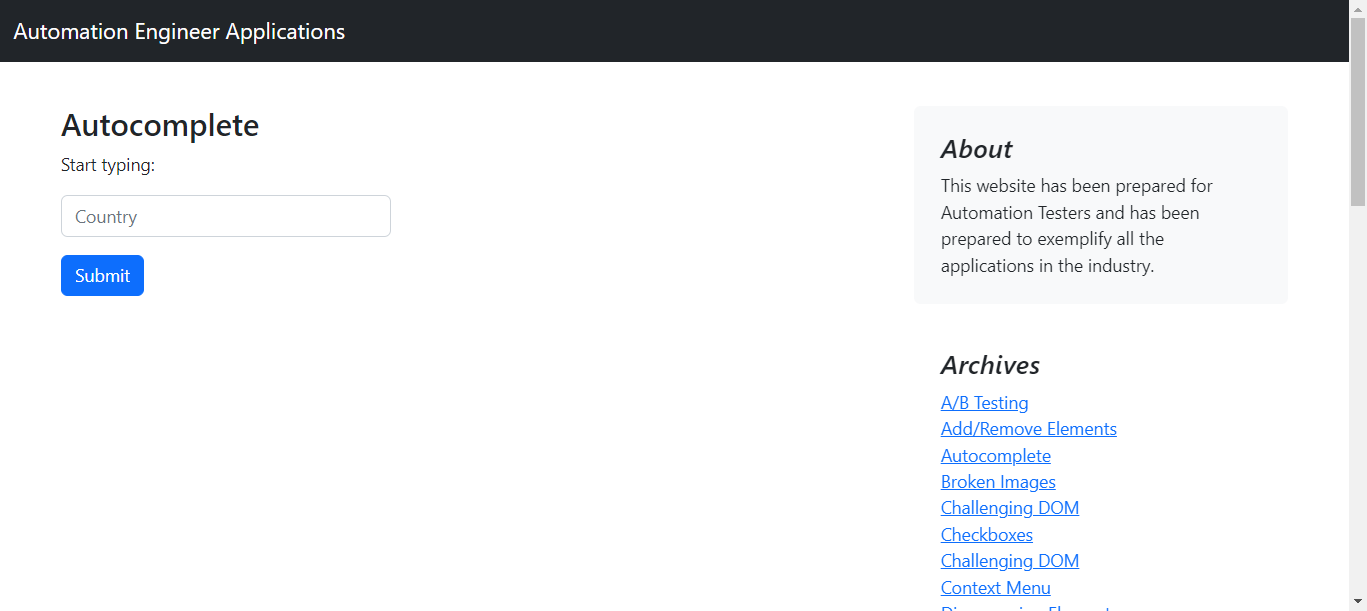 Automation Engineer Applications
Autocomplete
Start typing:
Country
Submit
About
This website has been prepared for
Automation Testers and has been
prepared to exemplify all the
applications in the industry.
Archives
A/B Testing
Add/Remove Elements
Autocomplete
Broken Images
Challenging DOM
Checkboxes
Challenging DOM
Context Menu